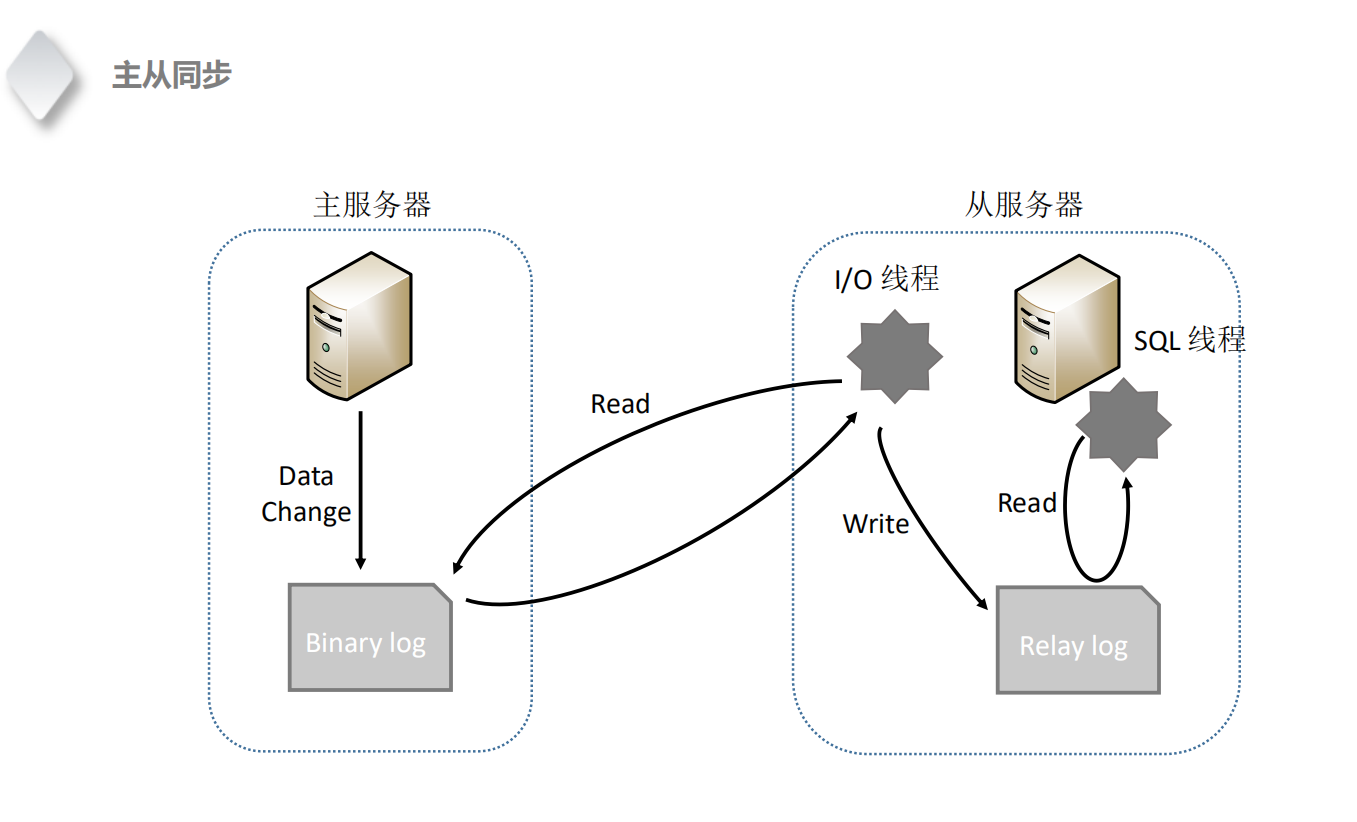 主从同步
主服务器
从服务器
I/O 线程
SQL 线程
Read
Data
Change
Write
Read
Binary log
Relay log